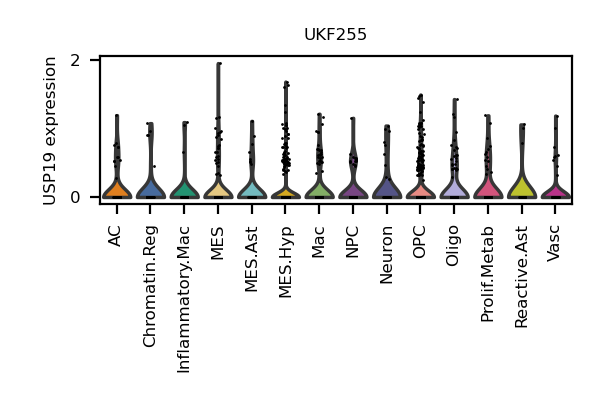 UKF255
USP19 expression
2
0
AC
Chromatin.Reg
Inflammatory.Mac
MES
MES.Ast
MES.Hyp
Mac
NPC
Neuron
OPC
Oligo
Prolif.Metab
Reactive.Ast
Vasc